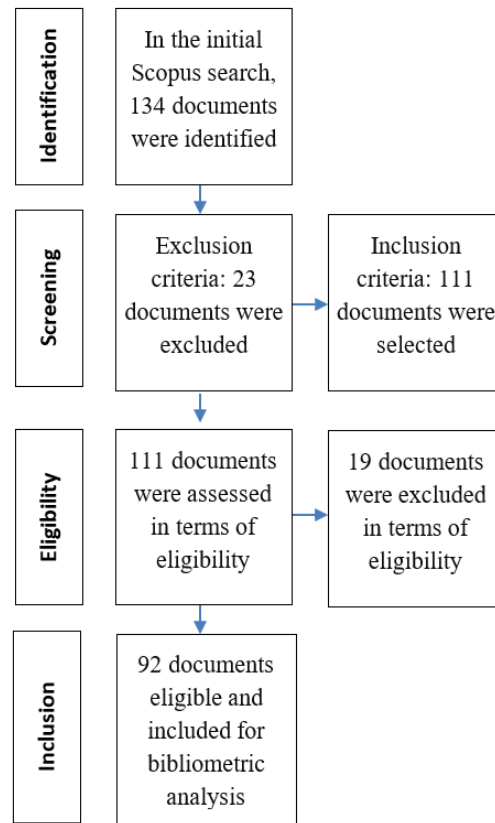 Identification
In the initial
Scopus search,
134 documents
were identified
Screening
Exclusion
criteria: 23
documents were
excluded
Inclusion
criteria: 111
documents were
selected
Eligibility
111 documents
were assessed
in terms of
eligibility
19 documents
were excluded
in terms of
eligibility
Inclusion
92 documents
eligible and
included for
bibliometric
analysis